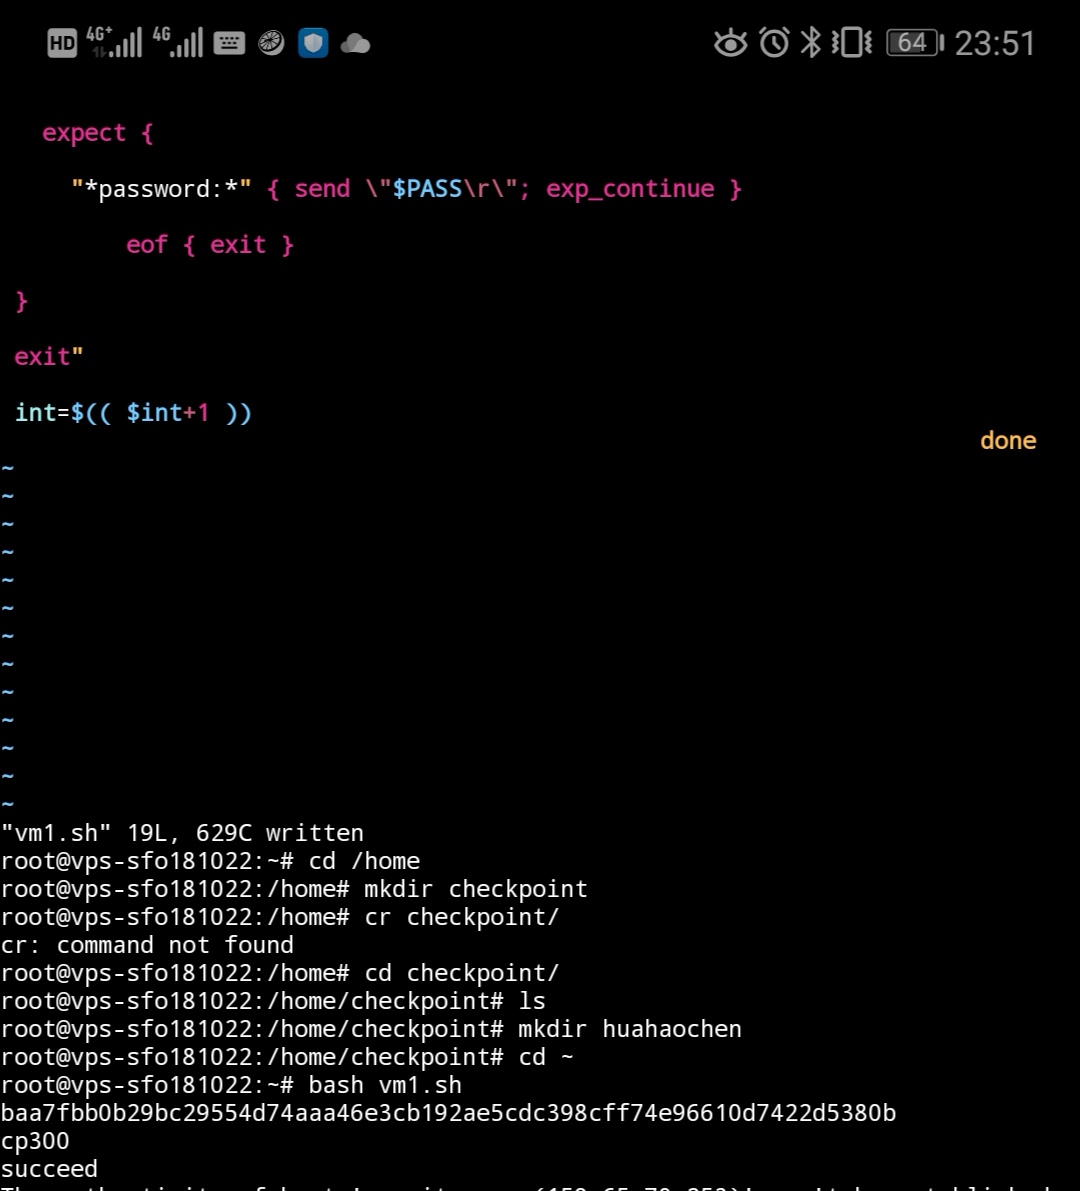 HD 4G+ 4G 64 23:51
expect {
"*password:*" { send \"$PASS\r\"; exp_continue }
eof { exit }
}
exit"
int=$(( $int+1 ))
done
~
~
~
~
~
~
~
~
~
~
~
~
~
"vm1.sh" 19L, 629C written
root@vps-sfo181022:~# cd /home
root@vps-sfo181022:/home# mkdir checkpoint
root@vps-sfo181022:/home# cr checkpoint/
cr: command not found
root@vps-sfo181022:/home# cd checkpoint/
root@vps-sfo181022:/home/checkpoint# ls
root@vps-sfo181022:/home/checkpoint# mkdir huahaochen
root@vps-sfo181022:/home/checkpoint# cd ~
root@vps-sfo181022:~# bash vm1.sh
baa7fbb0b29bc29554d74aaa46e3cb192ae5cdc398cff74e96610d7422d5380b
cp300
succeed